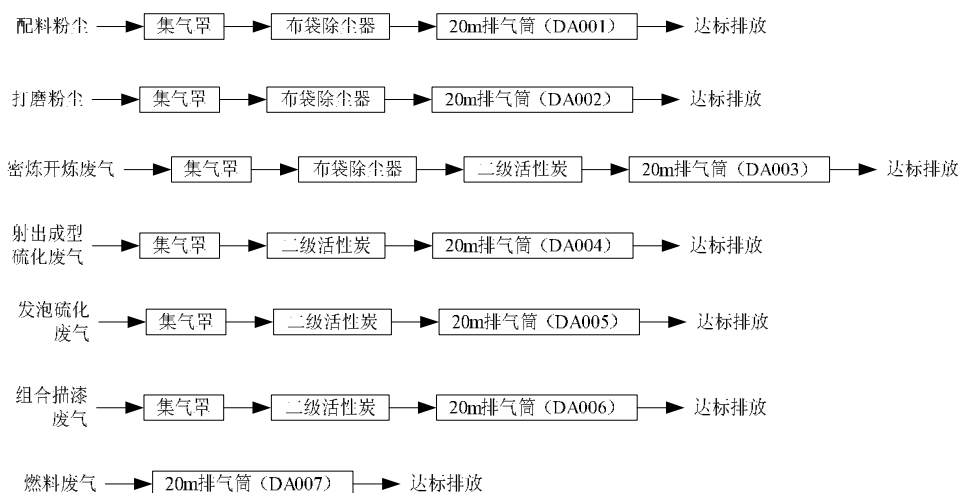 配料粉尘 集气罩 布袋除尘器 20m排气筒（DA001） 达标排放
打磨粉尘 集气罩 布袋除尘器 20m排气筒（DA002） 达标排放
密炼开炼废气 集气罩 布袋除尘器 二级活性炭 20m排气筒（DA003） 达标排放
射出成型
硫化废气 集气罩 二级活性炭 20m排气筒（DA004） 达标排放
发泡硫化
废气 集气罩 二级活性炭 20m排气筒（DA005） 达标排放
组合描漆
废气 集气罩 二级活性炭 20m排气筒（DA006） 达标排放
燃料废气 20m排气筒（DA007） 达标排放